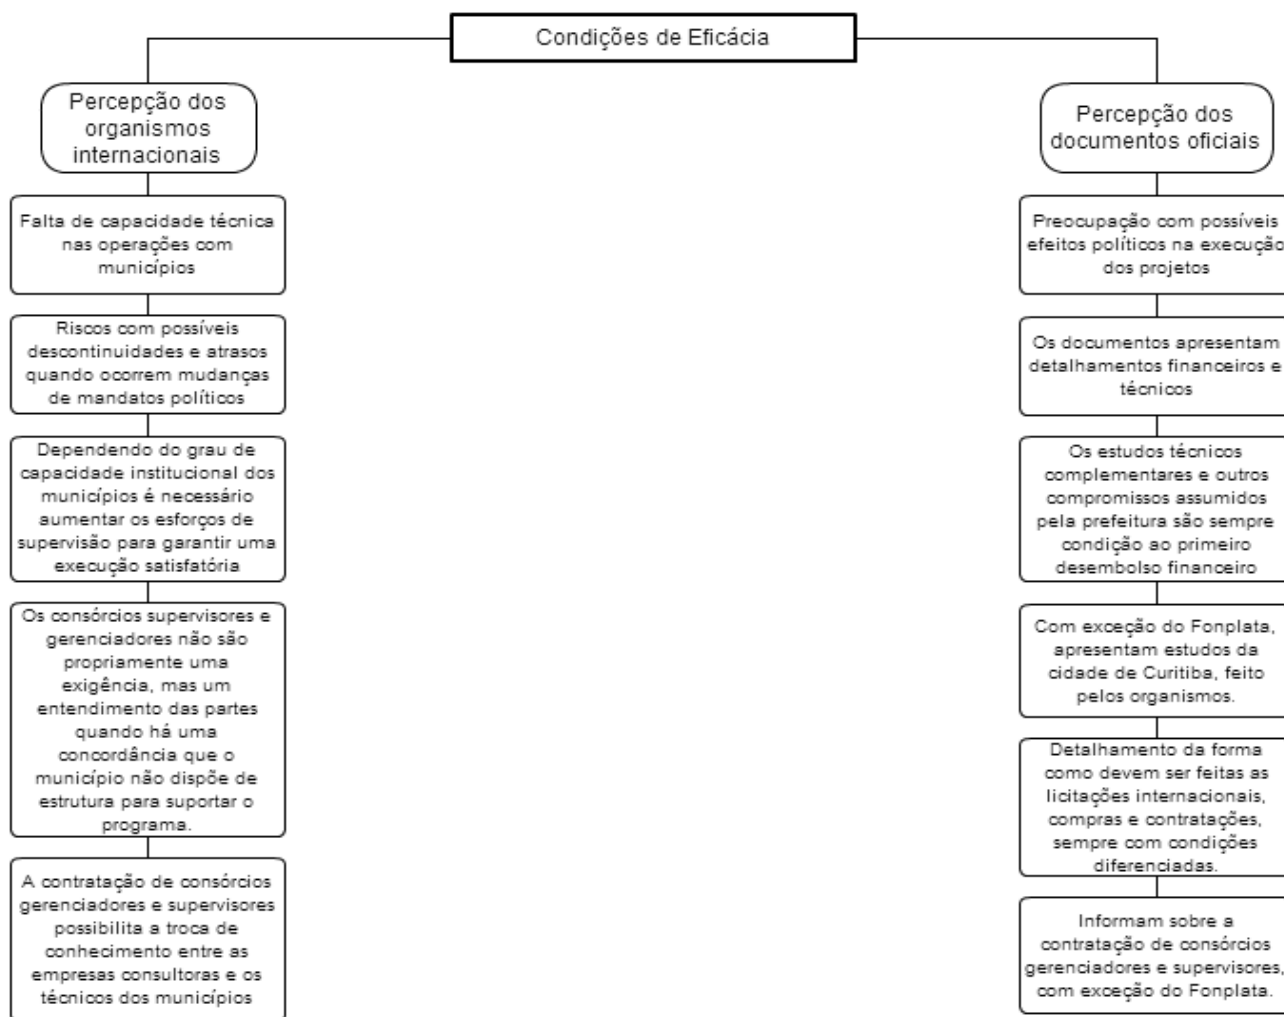 Condições de Eficácia
Percepção dos
organismos
internacionais
Falta de capacidade técnica
nas operações com
municípios
Riscos com possíveis
descontinuidades e atrasos
quando ocorrem mudanças
de mandatos políticos
Dependendo do grau de
capacidade institucional dos
municípios é necessário
aumentar os esforços de
supervisão para garantir uma
execução satisfatória
Os consórcios supervisores e
gerenciadores não são
propriamente uma
exigência, mas um
entendimento das partes
quando há uma
concordância que o
município não dispõe de
estrutura para suportar o
programa.
A contratação de consórcios
gerenciadores e supervisores
possibilita a troca de
conhecimento entre as
empresas consultoras e os
técnicos dos municípios
Percepção dos
documentos oficiais
Preocupação com possíveis
efeitos políticos na execução
dos projetos
Os documentos apresentam
detalhamentos financeiros e
técnicos
Os estudos técnicos
complementares e outros
compromissos assumidos
pela prefeitura são sempre
condição ao primeiro
desembolso financeiro
Com exceção do Fonplata,
apresentam estudos da
cidade de Curitiba, feito
pelos organismos.
Detalhamento da forma
como devem ser feitas as
licitações internacionais,
compras e contratações,
sempre com condições
diferenciadas.
Informam sobre a
contratação de consórcios
gerenciadores e supervisores,
com exceção do Fonplata.